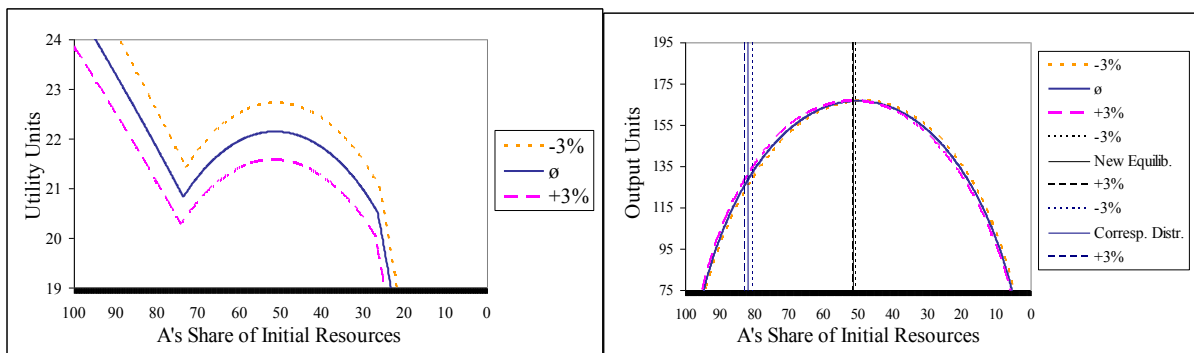 24
23
22
21
20
19
Utility Units
100 90 80 70 60 50 40 30 20 10 0
A's Share of Initial Resources
-3%
ø
+3%
195
175
155
135
115
95
75
Output Units
100 90 80 70 60 50 40 30 20 10 0
A's Share of Initial Resources
-3%
ø
+3%
-3%
New Equilib.
+3%
-3%
Corresp. Distr.
+3%